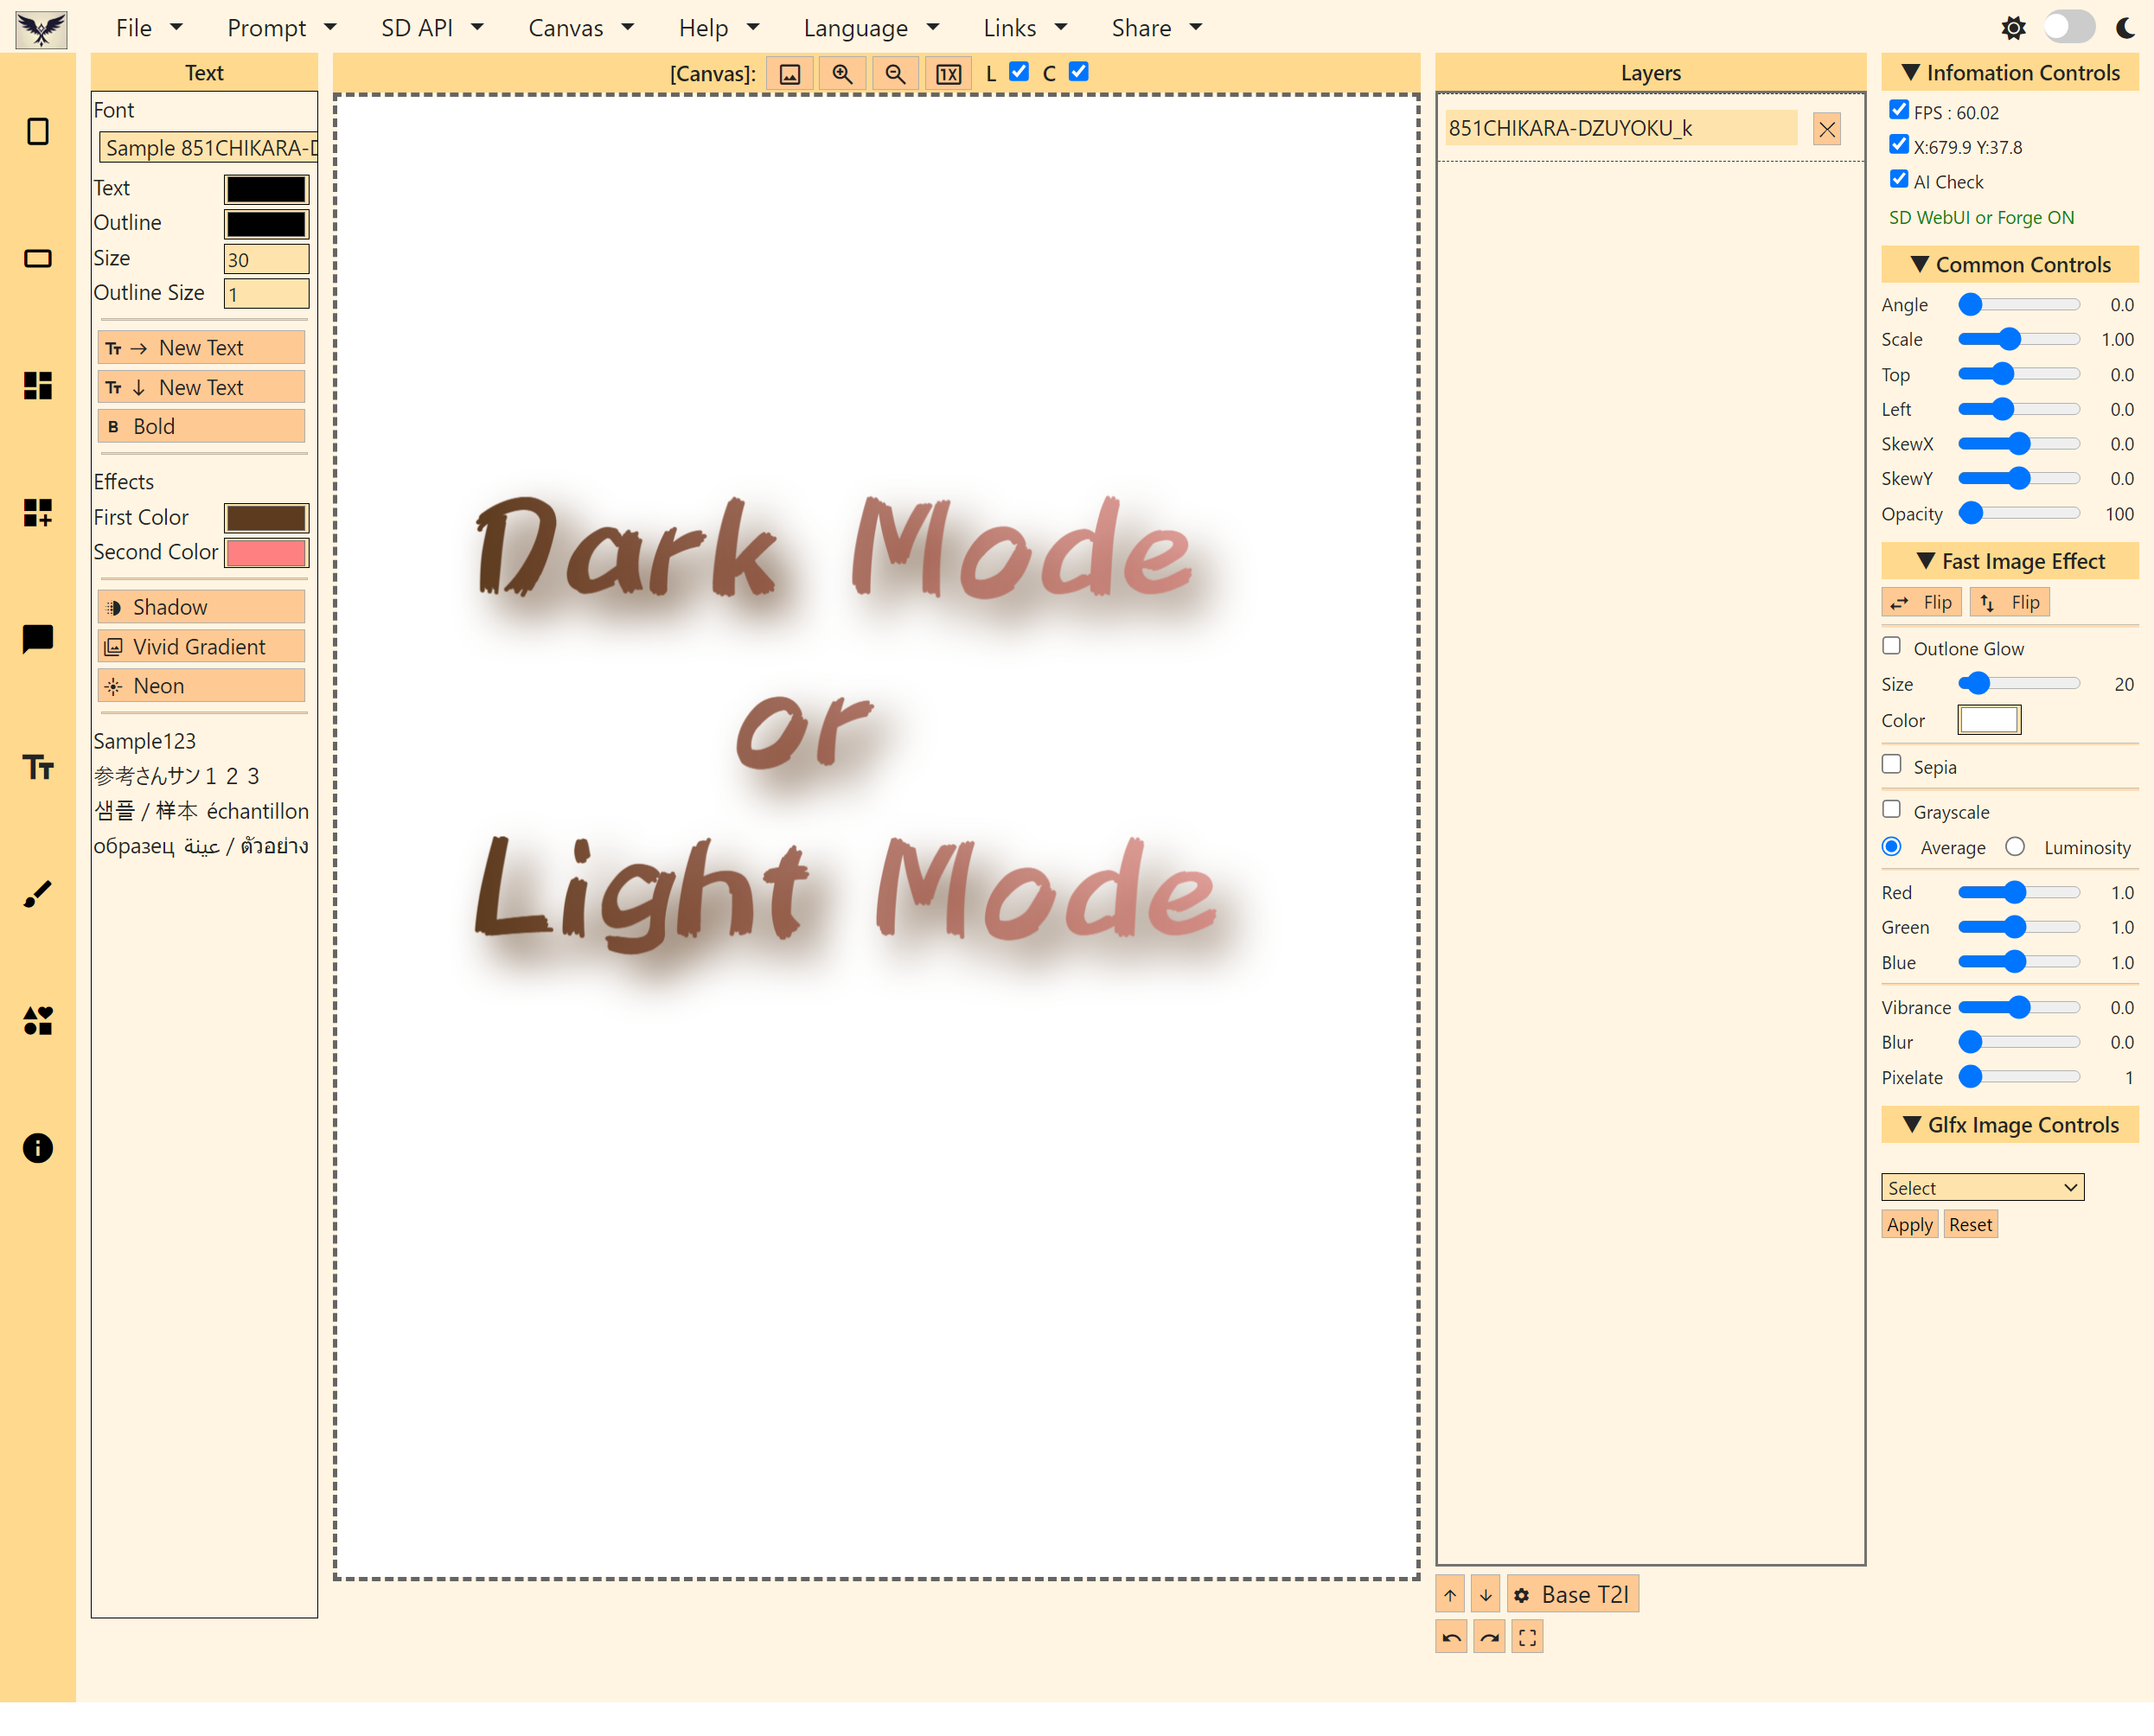 File Prompt SD API Canvas Help Language Links Share
Text
Font
Sample 851CHIKARA-
Text
Outline
Size 30
Outline Size 1
New Text
New Text
B Bold
Effects
First Color
Second Color
Shadow
Vivid Gradient
Neon
Sample123
参考さんサン１２３
샘플 / 样本 échantillon
образец عينة / ตัวอย่าง
[Canvas]: 1X L C
Dark Mode
or
Light Mode
Layers
851CHIKARA-DZUYOKU_k
Base T2I
▼ Infomation Controls
FPS : 60.02
X:679.9 Y:37.8
AI Check
SD WebUI or Forge ON
▼ Common Controls
Angle 0.0
Scale 1.00
Top 0.0
Left 0.0
SkewX 0.0
SkewY 0.0
Opacity 100
▼ Fast Image Effect
Flip Flip
Outlone Glow
Size 20
Color
Sepia
Grayscale
Average Luminosity
Red 1.0
Green 1.0
Blue 1.0
Vibrance 0.0
Blur 0.0
Pixelate 1
▼ Glfx Image Controls
Select
Apply Reset